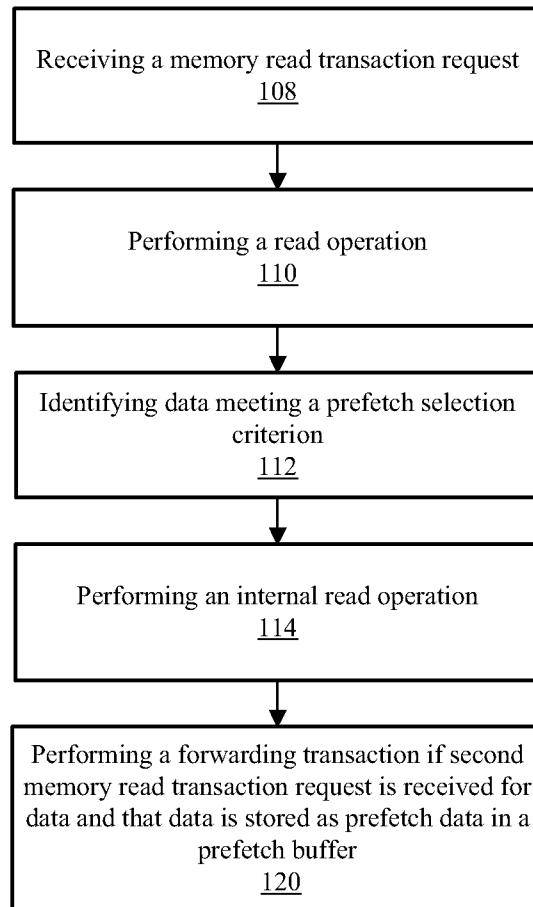 Receiving a memory read transaction request
108
Performing a read operation
110
Identifying data meeting a prefetch selection
criterion
112
Performing an internal read operation
114
Performing a forwarding transaction if second
memory read transaction request is received for
data and that data is stored as prefetch data in a
prefetch buffer
120